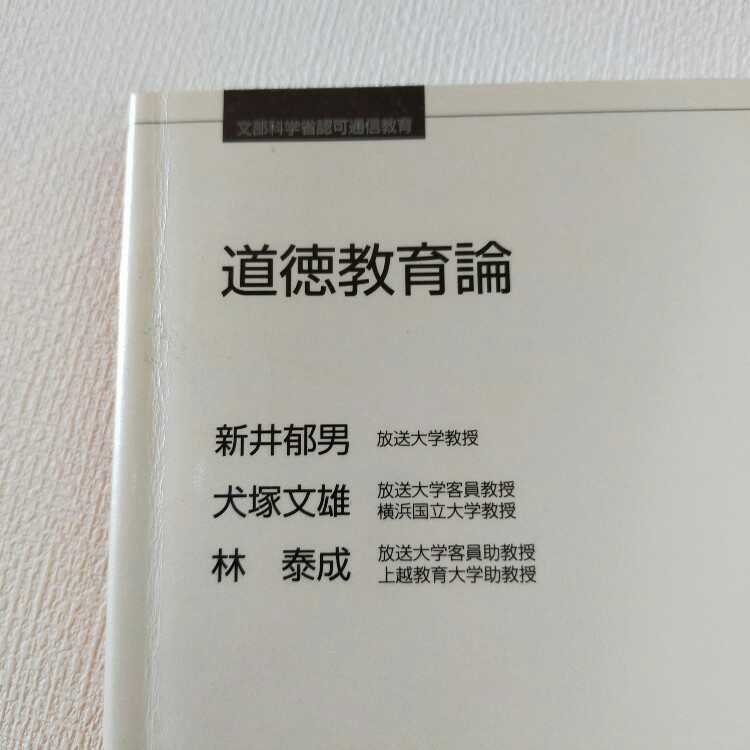 文部科学省認可通信教育
道徳教育論
新井郁男 放送大学教授
犬塚文雄 放送大学客員教授
横浜国立大学教授
林 泰成 放送大学客員助教授
上越教育大学助教授